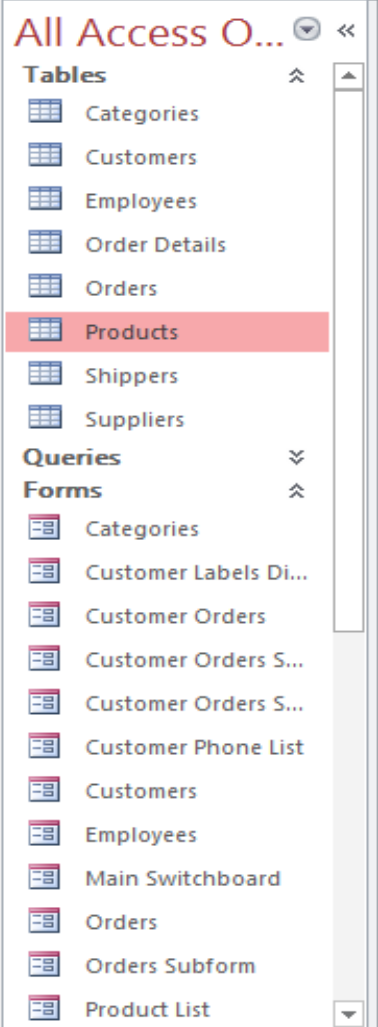 All Access O...
Tables
Categories
Customers
Employees
Order Details
Orders
Products
Shippers
Suppliers
Queries
Forms
Categories
Customer Labels Di...
Customer Orders
Customer Orders S...
Customer Orders S...
Customer Phone List
Customers
Employees
Main Switchboard
Orders
Orders Subform
Product List